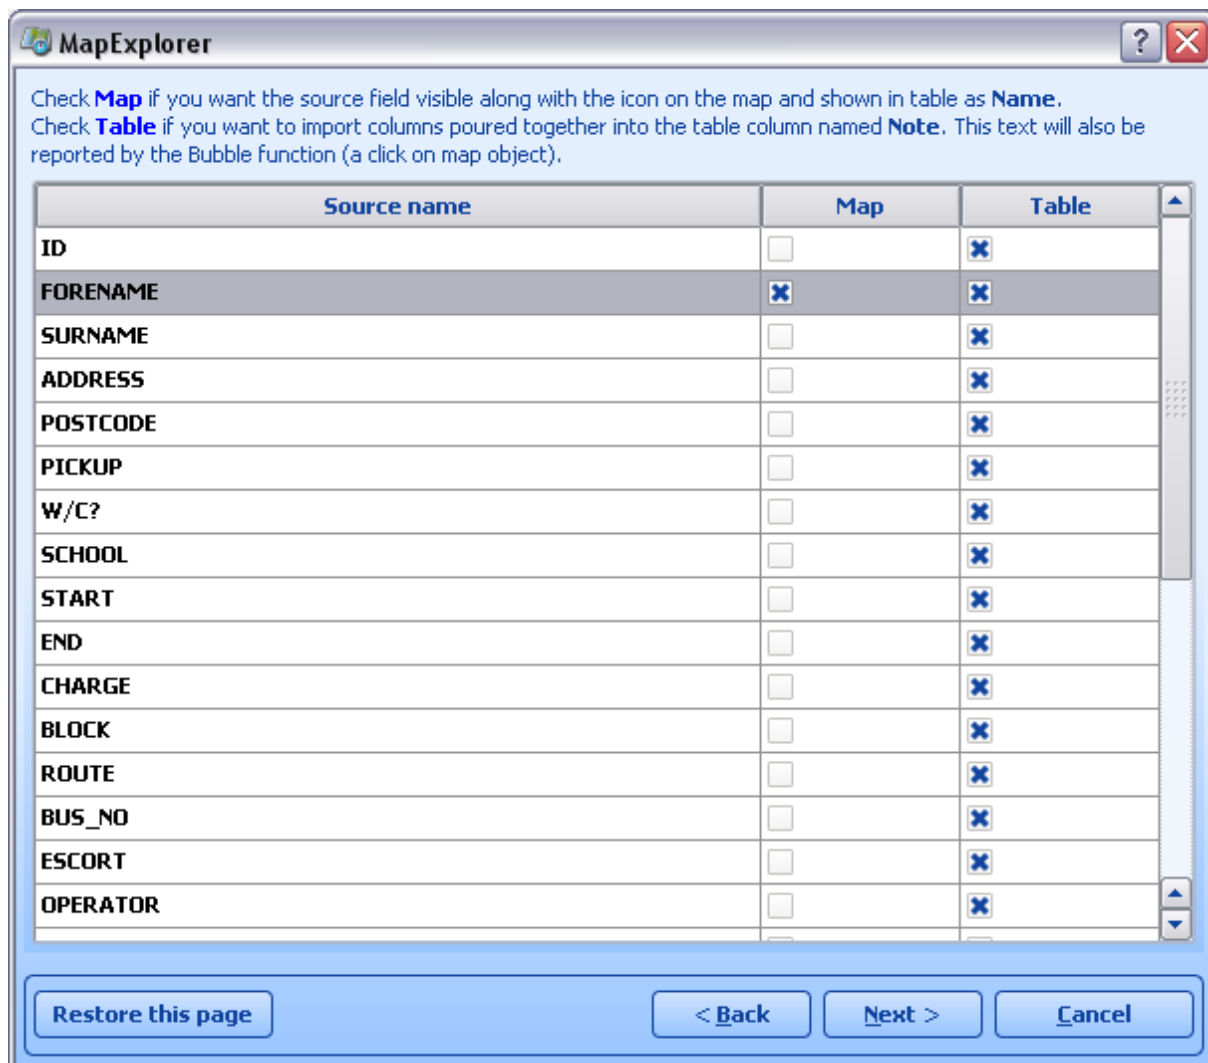 MapExplorer
?
Check Map if you want the source field visible along with the icon on the map and shown in table as Name.
Check Table if you want to import columns poured together into the table column named Note. This text will also be
reported by the Bubble function (a click on map object).
Source name Map Table
ID
FORENAME
SURNAME
ADDRESS
POSTCODE
PICKUP
W/C?
SCHOOL
START
END
CHARGE
BLOCK
ROUTE
BUS_NO
ESCORT
OPERATOR
Restore this page < Back Next > Cancel